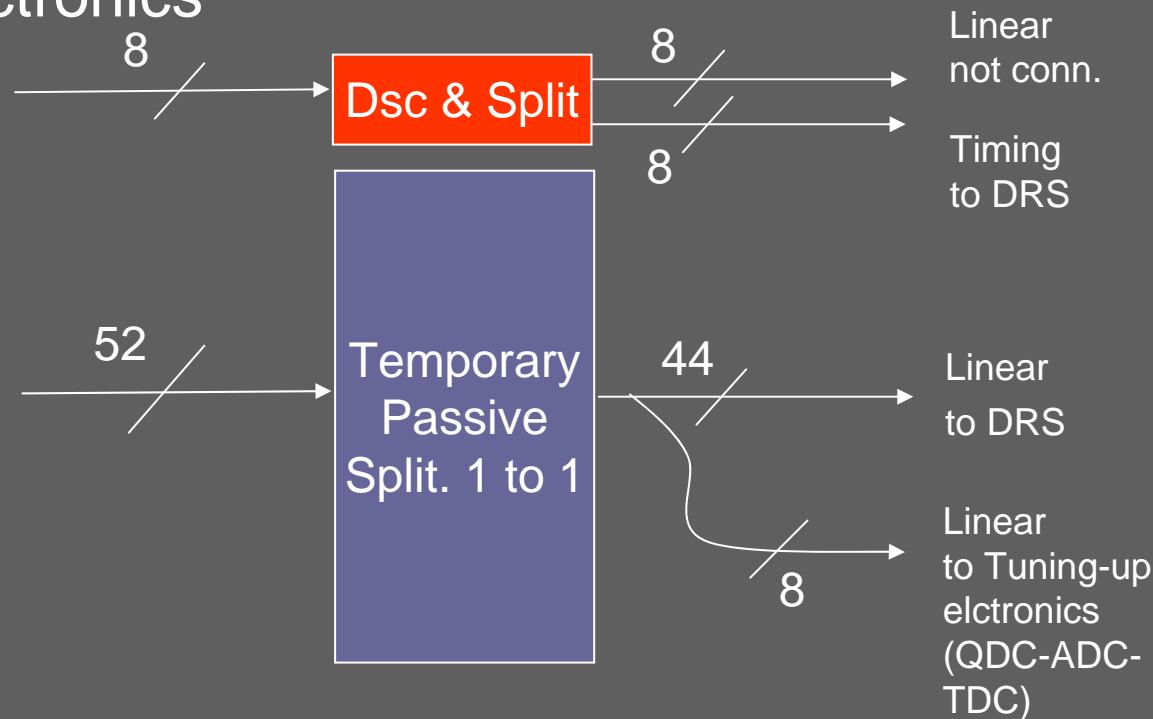 ctronics
8
Dsc & Split
8
8
Linear
not conn.
Timing
to DRS
52
Temporary
Passive
Split. 1 to 1
44
8
Linear
to DRS
Linear
to Tuning-up
elctronics
(QDC-ADC-
TDC)